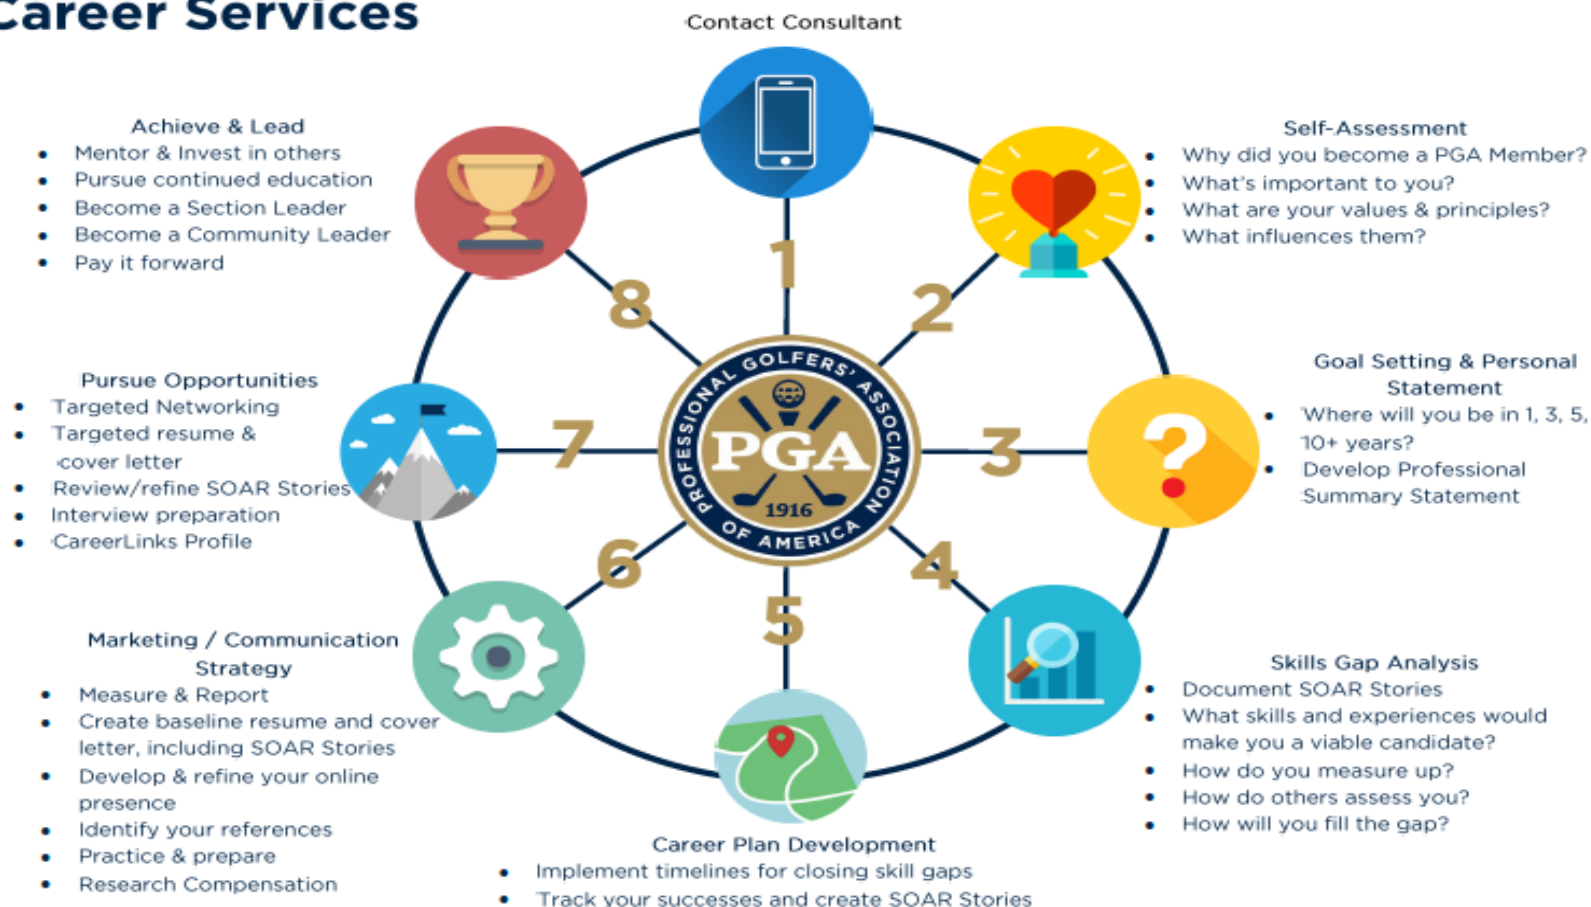 Career Services
Contact Consultant
1
Self-Assessment
• Why did you become a PGA Member?
• What's important to you?
• What are your values & principles?
• What influences them?
2
Goal Setting & Personal
Statement
• Where will you be in 1, 3, 5,
10+ years?
• Develop Professional
Summary Statement
3
Skills Gap Analysis
• Document SOAR Stories
• What skills and experiences would
make you a viable candidate?
• How do you measure up?
• How do others assess you?
• How will you fill the gap?
4
Career Plan Development
• Implement timelines for closing skill gaps
• Track your successes and create SOAR Stories
5
Marketing / Communication
Strategy
• Measure & Report
• Create baseline resume and cover
letter, including SOAR Stories
• Develop & refine your online
presence
• Identify your references
• Practice & prepare
• Research Compensation
6
Pursue Opportunities
• Targeted Networking
• Targeted resume &
cover letter
• Review/refine SOAR Stories
• Interview preparation
• CareerLinks Profile
7
Achieve & Lead
• Mentor & Invest in others
• Pursue continued education
• Become a Section Leader
• Become a Community Leader
• Pay it forward
8
PROFESSIONAL GOLFERS' ASSOCIATION
OF AMERICA
PGA
1916
?